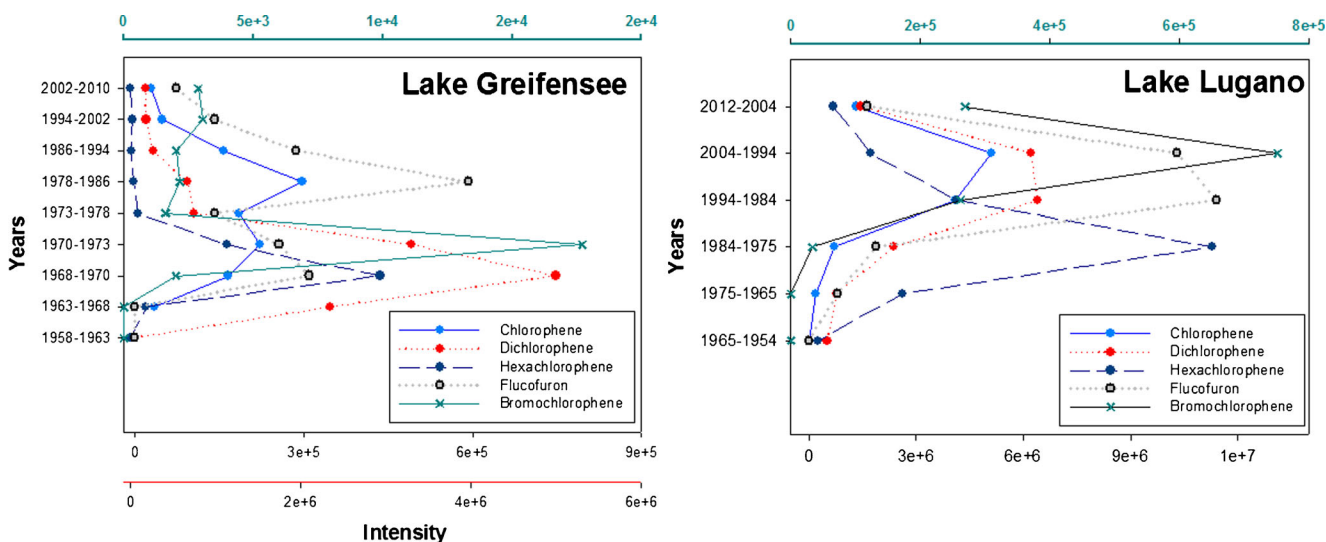 0 5e+3 1e+4 2e+4 2e+4
Lake Greifensee
Years
2002-2010
1994-2002
1986-1994
1978-1986
1973-1978
1970-1973
1968-1970
1963-1968
1958-1963
Chlorophene
Dichlorophene
Hexachlorophene
Flucofuron
Bromochlorophene
0 3e+5 6e+5 9e+5
0 2e+6 4e+6 6e+6
Intensity
0 2e+5 4e+5 6e+5 8e+5
Lake Lugano
Years
2012-2004
2004-1994
1994-1984
1984-1975
1975-1965
1965-1954
Chlorophene
Dichlorophene
Hexachlorophene
Flucofuron
Bromochlorophene
0 3e+6 6e+6 9e+6 1e+7